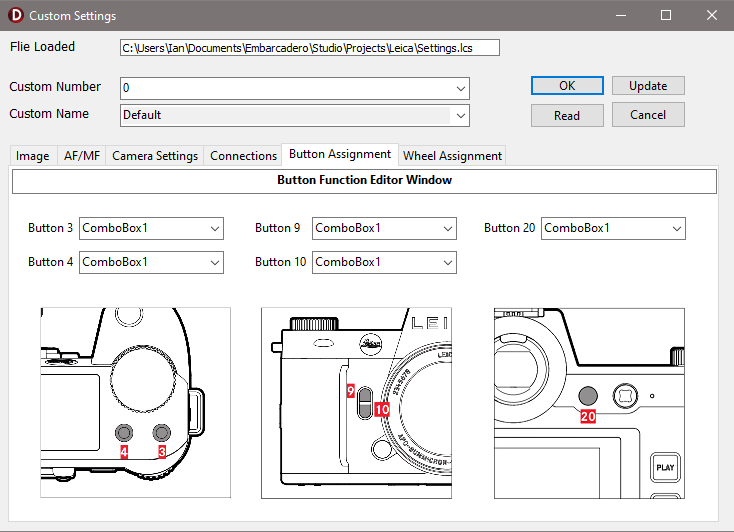 Custom Settings
Flie Loaded C:\Users\Ian\Documents\Embarcadero\Studio\Projects\Leica\Settings.lcs
Custom Number 0 OK Update
Custom Name Default Read Cancel
Image AF/MF Camera Settings Connections Button Assignment Wheel Assignment
Button Function Editor Window
Button 3 ComboBox1 Button 9 ComboBox1 Button 20 ComboBox1
Button 4 ComboBox1 Button 10 ComboBox1
LEI
Leica
9
10
20
4 3
PLAY